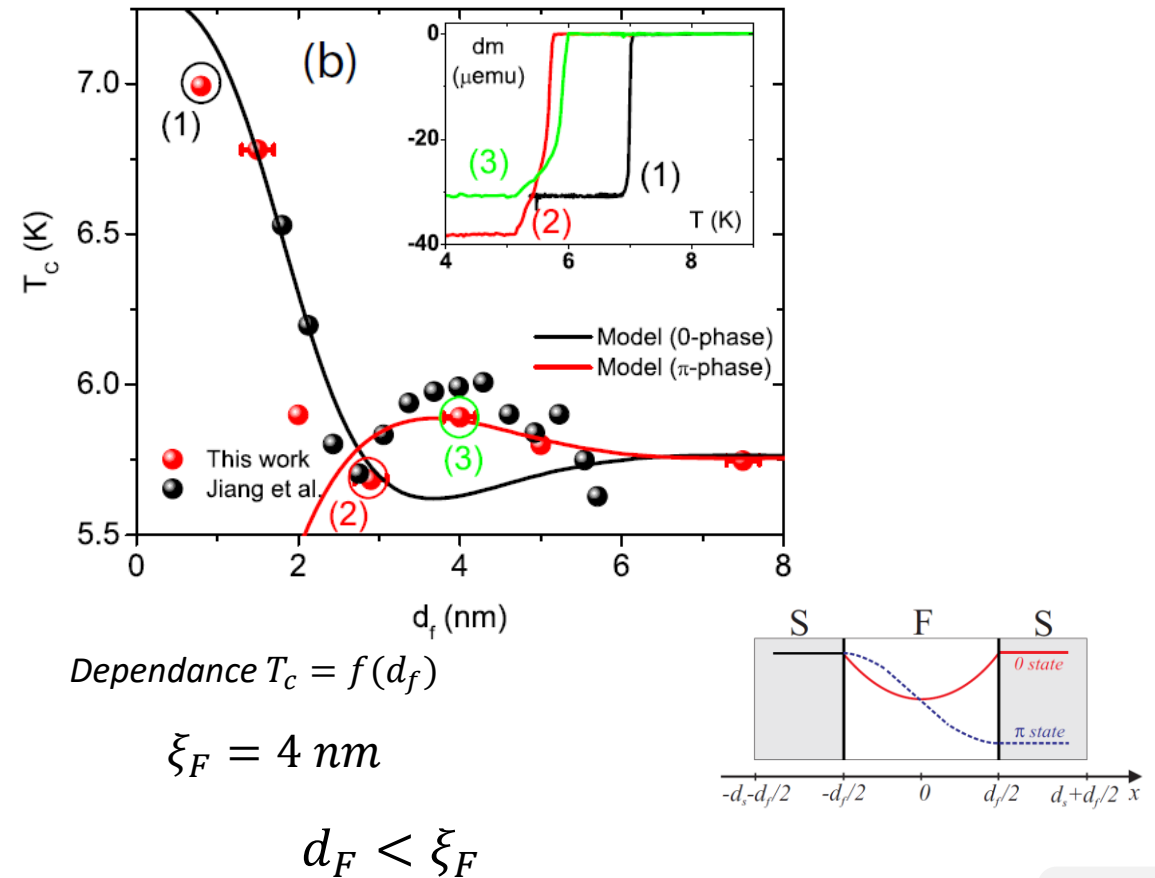 (b)
7.0
6.5
6.0
5.5
T_C (K)
0 2 4 6 8
d_f (nm)
(1)
(2)
(3)
This work
Jiang et al.
Model (0-phase)
Model (π-phase)
dm
(μemu)
0
-20
-40
4 6 8
T (K)
(1)
(2)
(3)
Dependance T_c = f(d_f)
ξ_F = 4 nm
d_F < ξ_F
S F S
0 state
π state
-d_s-d_f/2 -d_f/2 0 d_f/2 d_s+d_f/2 x